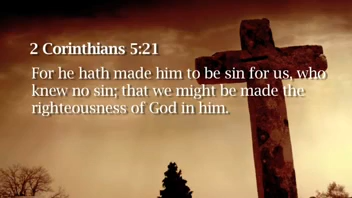 2 Corinthians 5:21
For he hath made him to be sin for us, who
knew no sin; that we might be made the
righteousness of God in him.